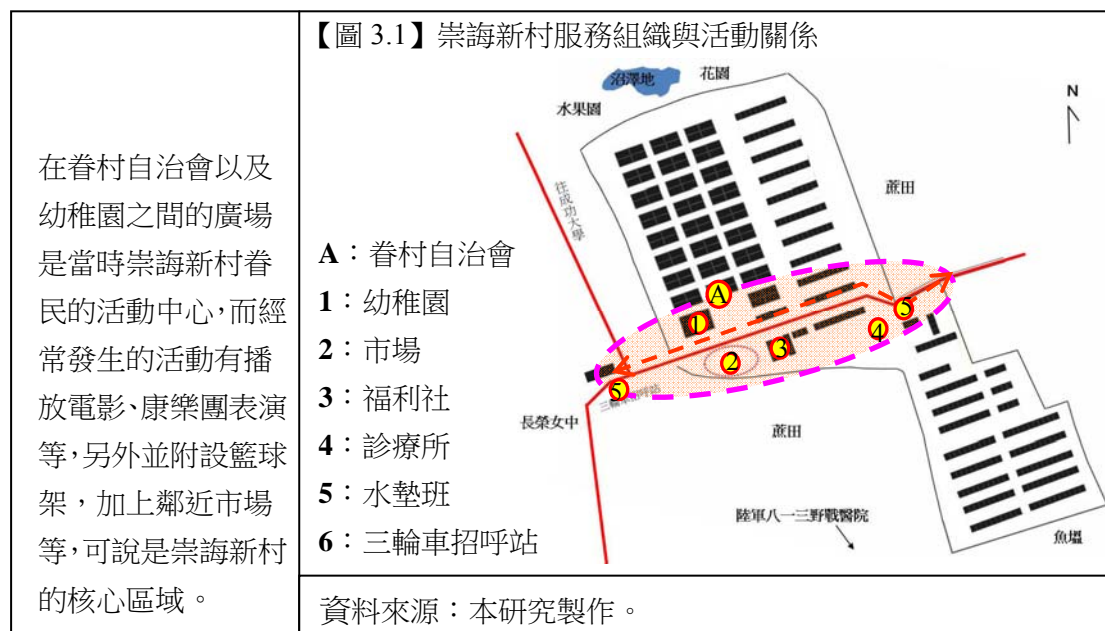 在眷村自治會以及
幼稚園之間的廣場
是當時崇誨新村眷
民的活動中心，而經
常發生的活動有播
放電影、康樂團表演
等，另外並附設籃球
架，加上鄰近市場
等，可說是崇誨新村
的核心區域。
【圖 3.1】崇誨新村服務組織與活動關係
A：眷村自治會
1：幼稚園
2：市場
3：福利社
4：診療所
5：水墊班
6：三輪車招呼站
沼澤地
花園
水果園
N
往成功大學
蔗田
A
1
5
4
3
2
5
三輪車招呼站
長榮女中
蔗田
陸軍八一三野戰醫院
魚塭
資料來源：本研究製作。